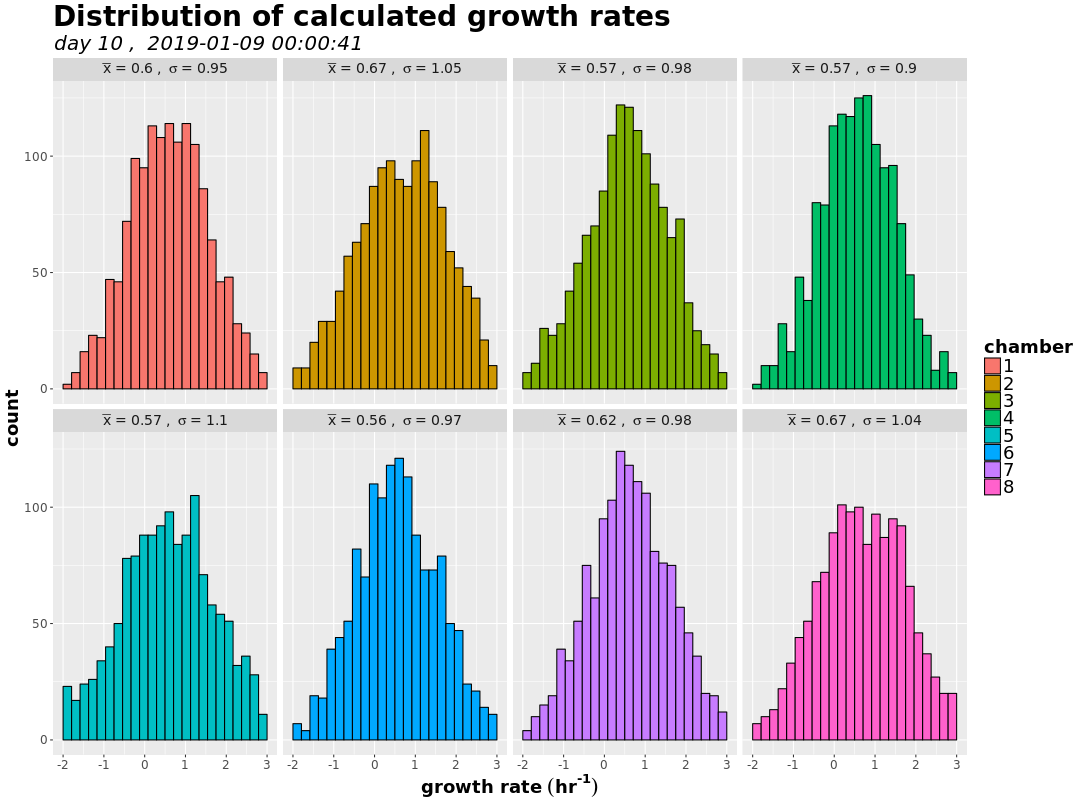 Distribution of calculated growth rates
day 10 ,  2019-01-09 00:00:41
x̅ = 0.6 ,  σ = 0.95
x̅ = 0.67 ,  σ = 1.05
x̅ = 0.57 ,  σ = 0.98
x̅ = 0.57 ,  σ = 0.9
100
50
0
x̅ = 0.57 ,  σ = 1.1
x̅ = 0.56 ,  σ = 0.97
x̅ = 0.62 ,  σ = 0.98
x̅ = 0.67 ,  σ = 1.04
100
50
0
-2 -1 0 1 2 3
-2 -1 0 1 2 3
-2 -1 0 1 2 3
-2 -1 0 1 2 3
count
growth rate (hr⁻¹)
chamber
1
2
3
4
5
6
7
8